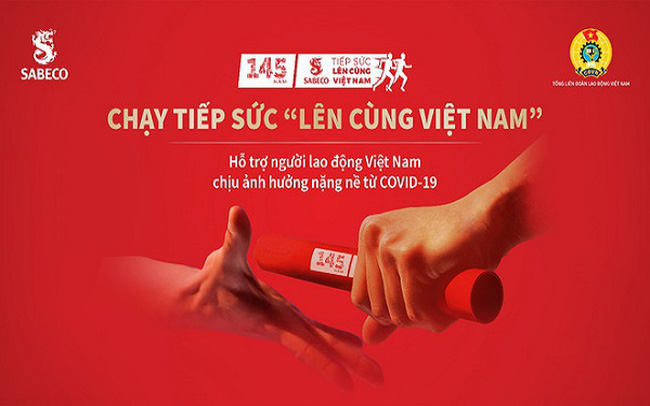 SABECO
145
NĂM
SABECO
TIẾP SỨC
LÊN CÙNG
VIỆT NAM
TỔNG LIÊN ĐOÀN LAO ĐỘNG VIỆT NAM
CHẠY TIẾP SỨC “LÊN CÙNG VIỆT NAM”
Hỗ trợ người lao động Việt Nam
chịu ảnh hưởng nặng nề từ COVID-19
145
NĂM